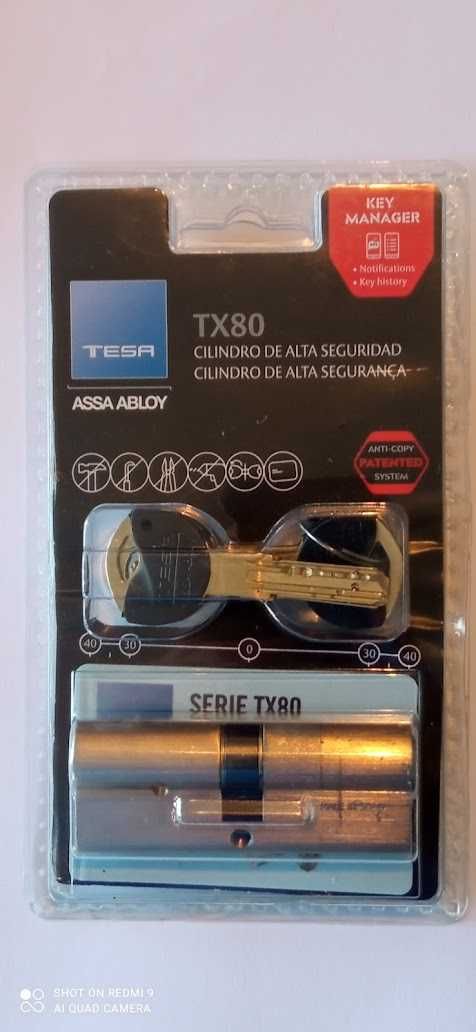 KEY
MANAGER
• Notifications
• Key history
TESA
ASSA ABLOY
TX80
CILINDRO DE ALTA SEGURIDAD
CILINDRO DE ALTA SEGURANÇA
ANTI-COPY
PATENTED
SYSTEM
TESA
40 30 0 30 40
SERIE TX80
SHOT ON REDMI 9
AI QUAD CAMERA